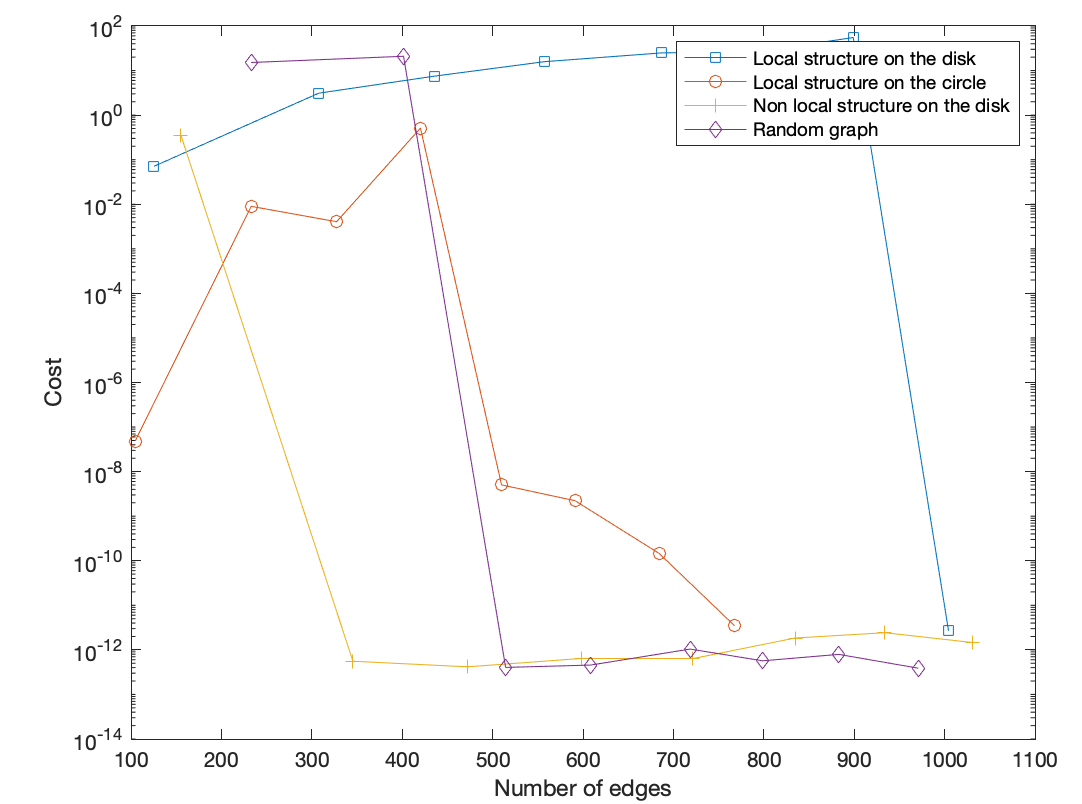 10^2
10^0
10^-2
10^-4
10^-6
10^-8
10^-10
10^-12
10^-14
Cost
Local structure on the disk
Local structure on the circle
Non local structure on the disk
Random graph
100 200 300 400 500 600 700 800 900 1000 1100
Number of edges